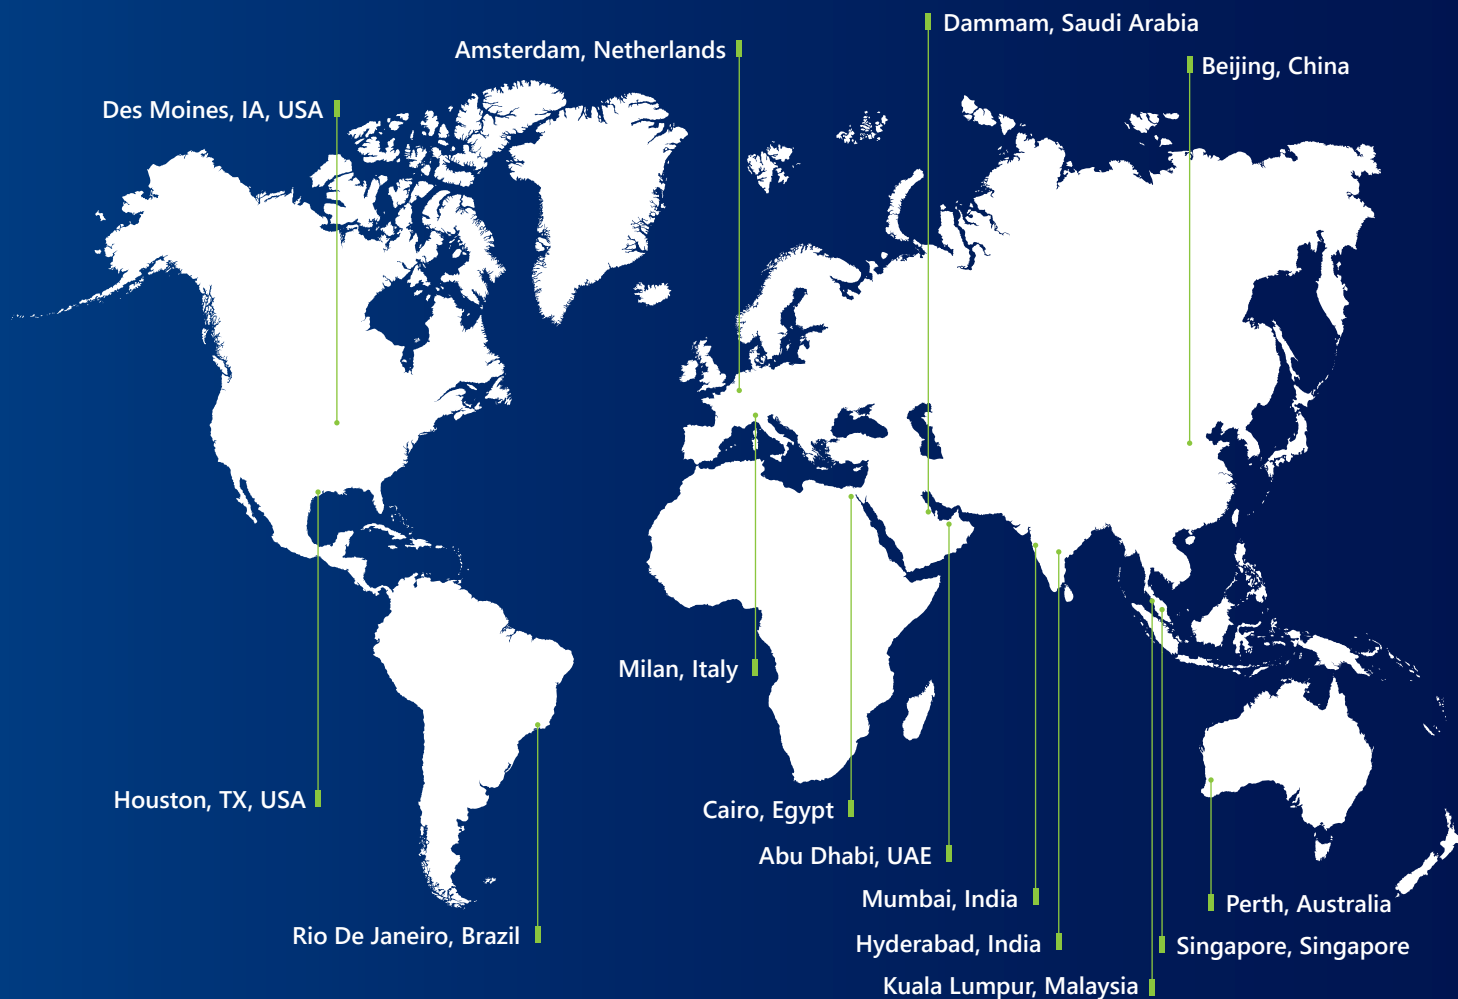 Dammam, Saudi Arabia
Amsterdam, Netherlands
Beijing, China
Des Moines, IA, USA
Milan, Italy
Houston, TX, USA
Cairo, Egypt
Abu Dhabi, UAE
Mumbai, India
Perth, Australia
Rio De Janeiro, Brazil
Hyderabad, India
Singapore, Singapore
Kuala Lumpur, Malaysia